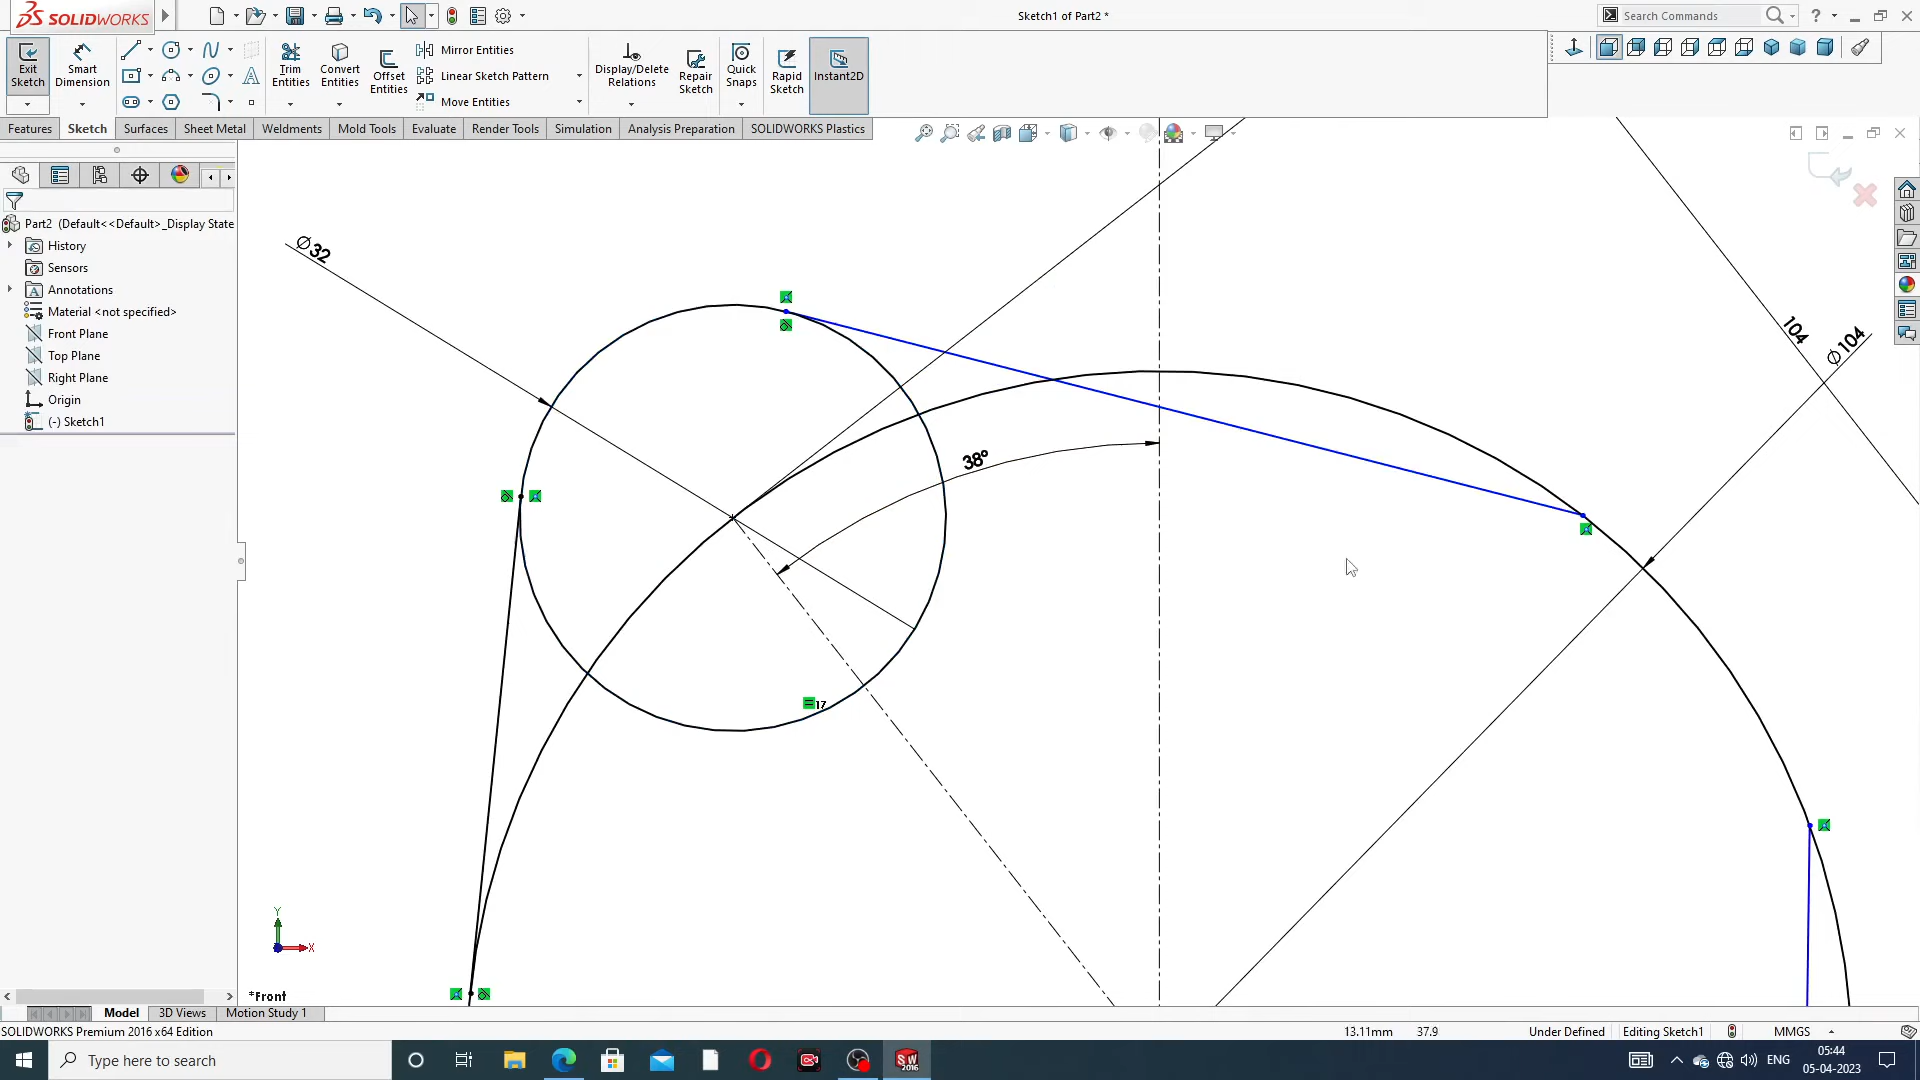 SOLIDWORKS
Sketch1 of Part2 *
Search Commands
Exit Sketch
Smart Dimension
Trim Entities
Convert Entities
Offset Entities
Mirror Entities
Linear Sketch Pattern
Move Entities
Display/Delete Relations
Repair Sketch
Quick Snaps
Rapid Sketch
Instant2D
Features
Sketch
Surfaces
Sheet Metal
Weldments
Mold Tools
Evaluate
Render Tools
Simulation
Analysis Preparation
SOLIDWORKS Plastics
Part2 (Default<<Default>_Display State
History
Sensors
Annotations
Material <not specified>
Front Plane
Top Plane
Right Plane
Origin
(-) Sketch1
Ø32
38°
104
Ø104
17
Y
X
*Front
Model
3D Views
Motion Study 1
SOLIDWORKS Premium 2016 x64 Edition
13.11mm
37.9
Under Defined
Editing Sketch1
MMGS
Type here to search
SW
2016
ENG
05:44
05-04-2023